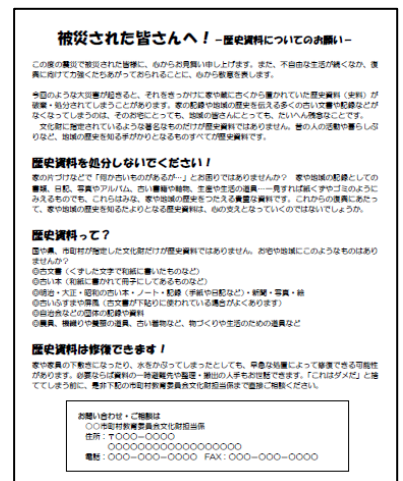 被災された皆さんへ！－歴史資料についてのお願い－
この度の震災で被災された皆様に、心からお見舞い申し上げます。また、不自由な生活が続くなか、復
興に向けて力強くたちあがっておられることに、心から敬意を表します。
今回のような大災害が起きると、それをきっかけに家や蔵に古くから置かれていた歴史資料（史料）が
破棄・処分されてしまうことがあります。家の記録や地域の歴史を伝える多くの古い文書や記録などが
なくなってしまうのは、そのお宅にとっても、地域の皆さんにとっても、たいへん残念なことです。
文化財に指定されているような著名なものだけが歴史資料ではありません。昔の人の活動や暮らしぶ
りなど、地域の歴史を知る手がかりとなるものすべてが歴史資料です。
歴史資料を処分しないでください！
家の片づけなどで「何か古いものがあるが…」とお困りではありませんか？ 家や地域の記録としての
書類、日記、写真やアルバム、古い書籍や軸物、生産や生活の道具…一見すれば紙くずやゴミのように
みえるものでも、これらはみな、家や地域の歴史をつたえる貴重な資料です。これからの復興にあたっ
て、家や地域の歴史を知るたよりとなる歴史資料は、心の支えとなっていくのではないでしょうか。
歴史資料って？
国や県、市町村が指定した文化財だけが歴史資料ではありません。お宅や地域にこのようなものはあり
ませんか？
◎古文書（くずした文字で和紙に書いたものなど）
◎古い本（和紙に書かれて冊子にしてあるものなど）
◎明治・大正・昭和の古い本・ノート・記録（手紙や日記など）・新聞・写真・絵
◎古いふすまや屏風（古文書が下貼りに使われている場合がよくあります）
◎自治会などの団体の記録や資料
◎農具、機織りや養蚕の道具、古い着物など、物づくりや生活のための道具など
歴史資料は修復できます！
家や家具の下敷きになったり、水をかぶってしまったとしても、早急な処置によって修復できる可能性
があります。必要ならば資料の一時避難先や整理・搬出の人手もお世話できます。「これはダメだ」と捨
ててしまう前に、是非下記の市町村教育委員会文化財担当係まで直接ご相談ください。
お問い合わせ・ご相談は
○○市町村教育委員会文化財担当係
住所：〒○○○－○○○○
○○○○○○○○○○○○○○○○○○
電話：○○○－○○○－○○○○ FAX：○○○－○○○－○○○○